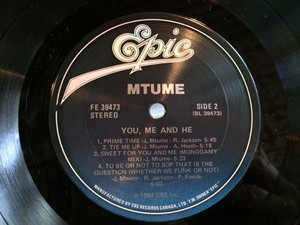 Epic
MTUME
FE 39473
STEREO
SIDE 2
(BL 39473)
YOU, ME AND HE
1. PRIME TIME -J. Mtume - R. Jackson- 5:45
2. TIE ME UP -J. Mtume - A. Heath- 5:18
3. SWEET FOR YOU AND ME (MONOGAMY
MIX) -J. Mtume- 5:23
4. TO BE OR NOT TO BOP THAT IS THE
QUESTION (WHETHER WE FUNK OR NOT)
- J. Mtume - R. Jackson - P. Fields-
℗ 1984 CBS Inc.
MANUFACTURED BY CBS RECORDS CANADA, LTD. T.M. OWNER "EPIC"